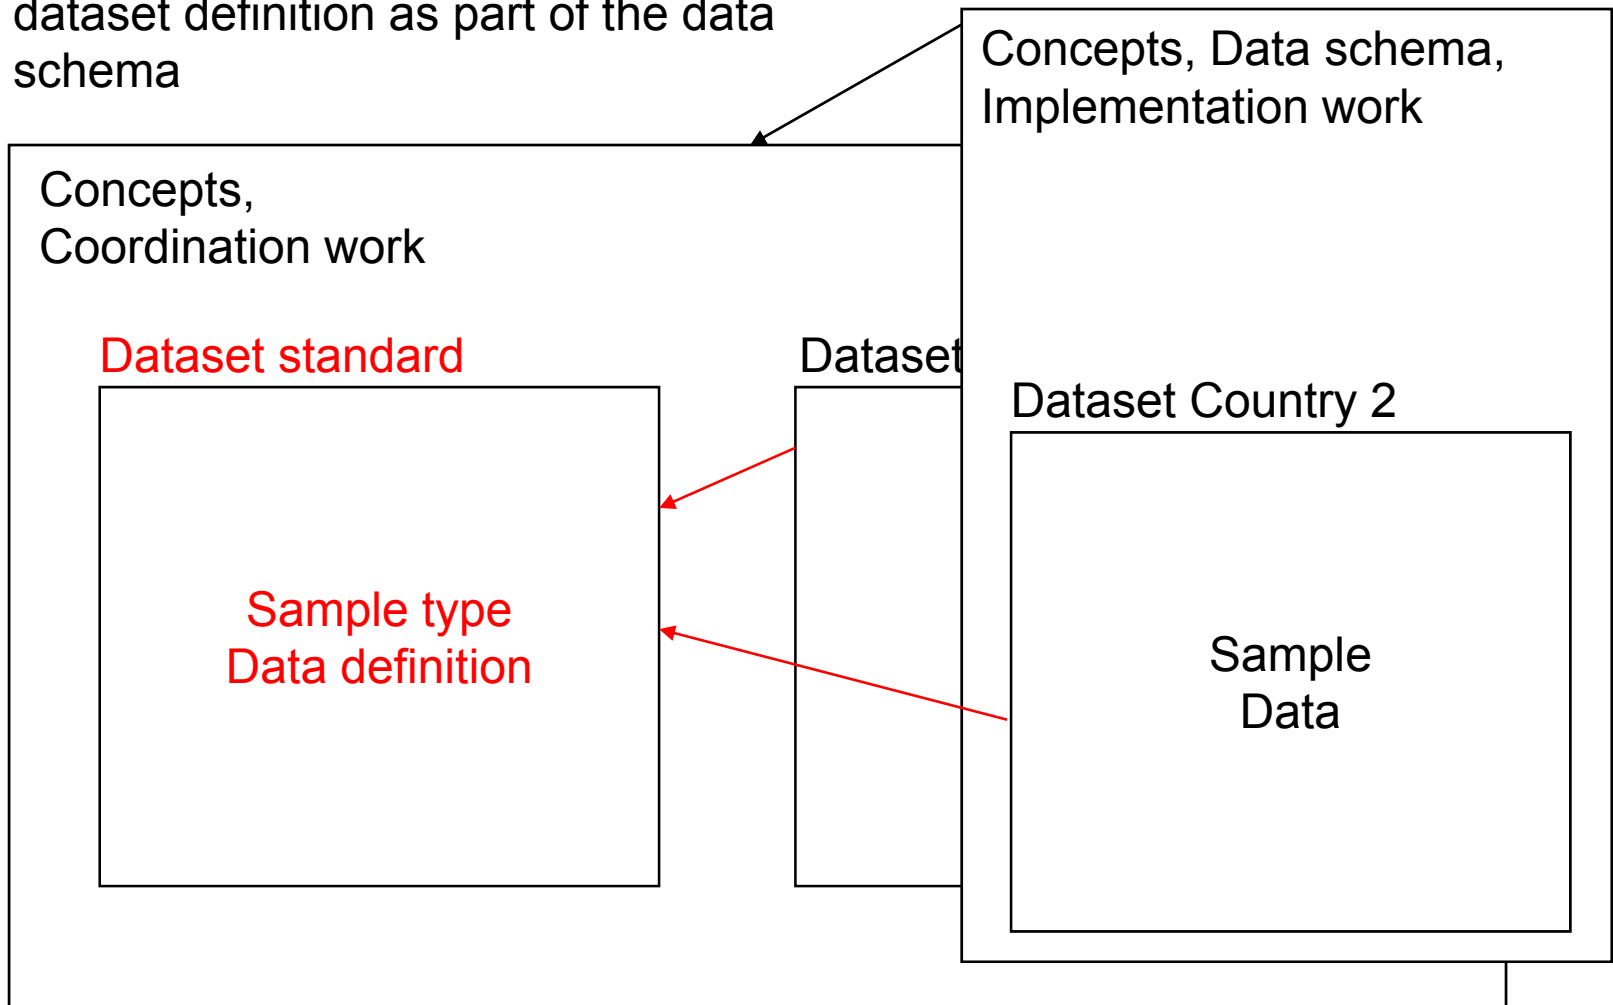 dataset definition as part of the data
schema
Concepts, Data schema,
Implementation work
Concepts,
Coordination work
Dataset standard
Dataset
Dataset Country 2
Sample type
Data definition
Sample
Data